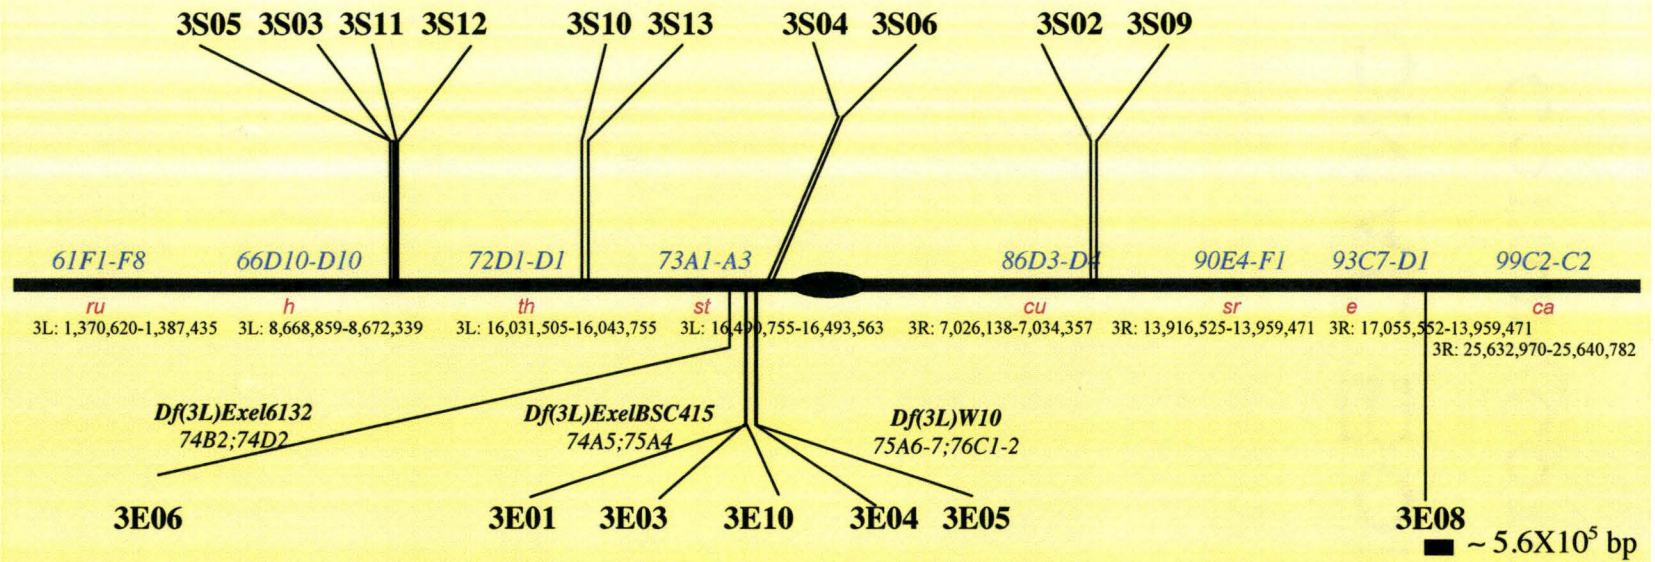 3S05 3S03 3S11 3S12 3S10 3S13 3S04 3S06 3S02 3S09
61F1-F8 66D10-D10 72D1-D1 73A1-A3 86D3-D4 90E4-F1 93C7-D1 99C2-C2
ru h th st cu sr e ca
3L: 1,370,620-1,387,435 3L: 8,668,859-8,672,339 3L: 16,031,505-16,043,755 3L: 16,490,755-16,493,563 3R: 7,026,138-7,034,357 3R: 13,916,525-13,959,471 3R: 17,055,552-13,959,471
3R: 25,632,970-25,640,782
Df(3L)Exel6132 Df(3L)ExelBSC415 Df(3L)W10
74B2;74D2 74A5;75A4 75A6-7;76C1-2
3E06 3E01 3E03 3E10 3E04 3E05 3E08
~ 5.6X10⁵ bp